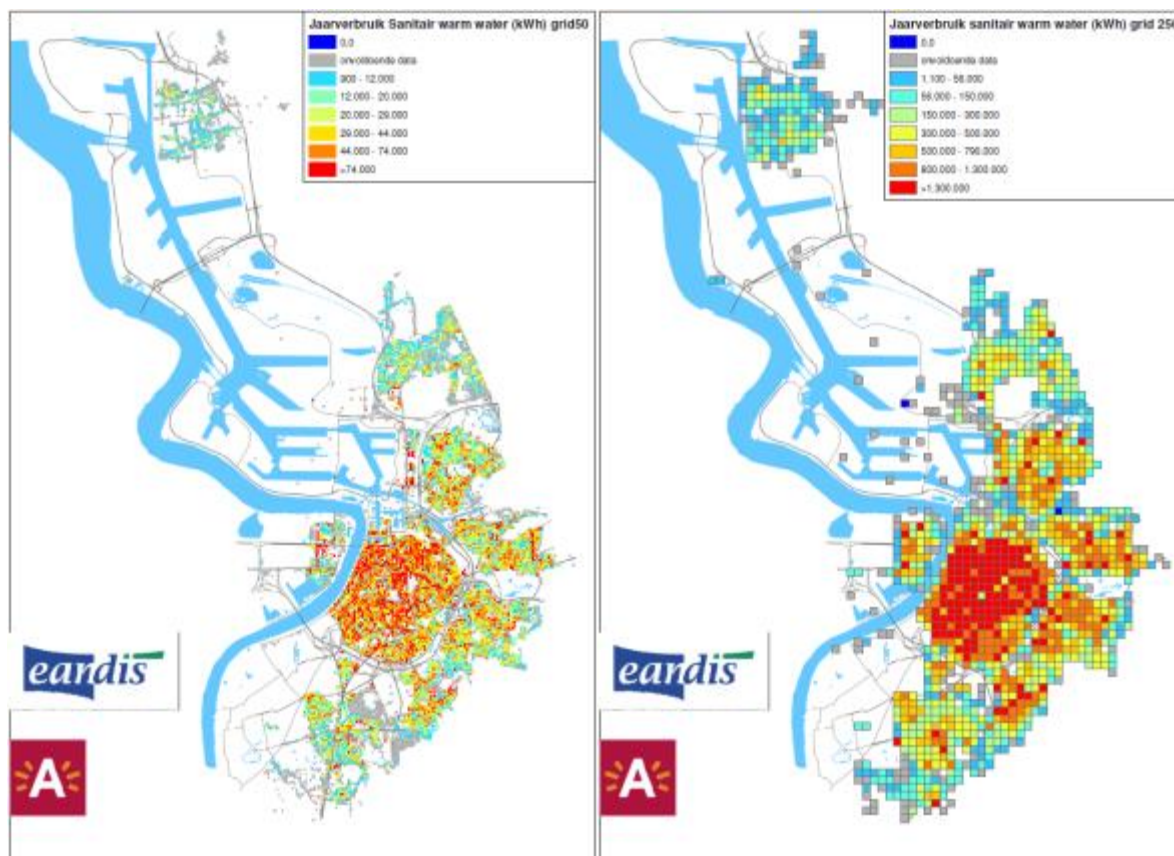 Jaarverbruik Sanitair warm water (kWh) grid50
0,0
onvoldoende data
900 - 12.000
12.000 - 20.000
20.000 - 29.000
29.000 - 44.000
44.000 - 74.000
>74.000
eandis
A
Jaarverbruik sanitair warm water (kWh) grid 250
0,0
onvoldoende data
1.100 - 56.000
56.000 - 150.000
150.000 - 300.000
300.000 - 500.000
500.000 - 790.000
800.000 - 1.300.000
>1.300.000
eandis
A